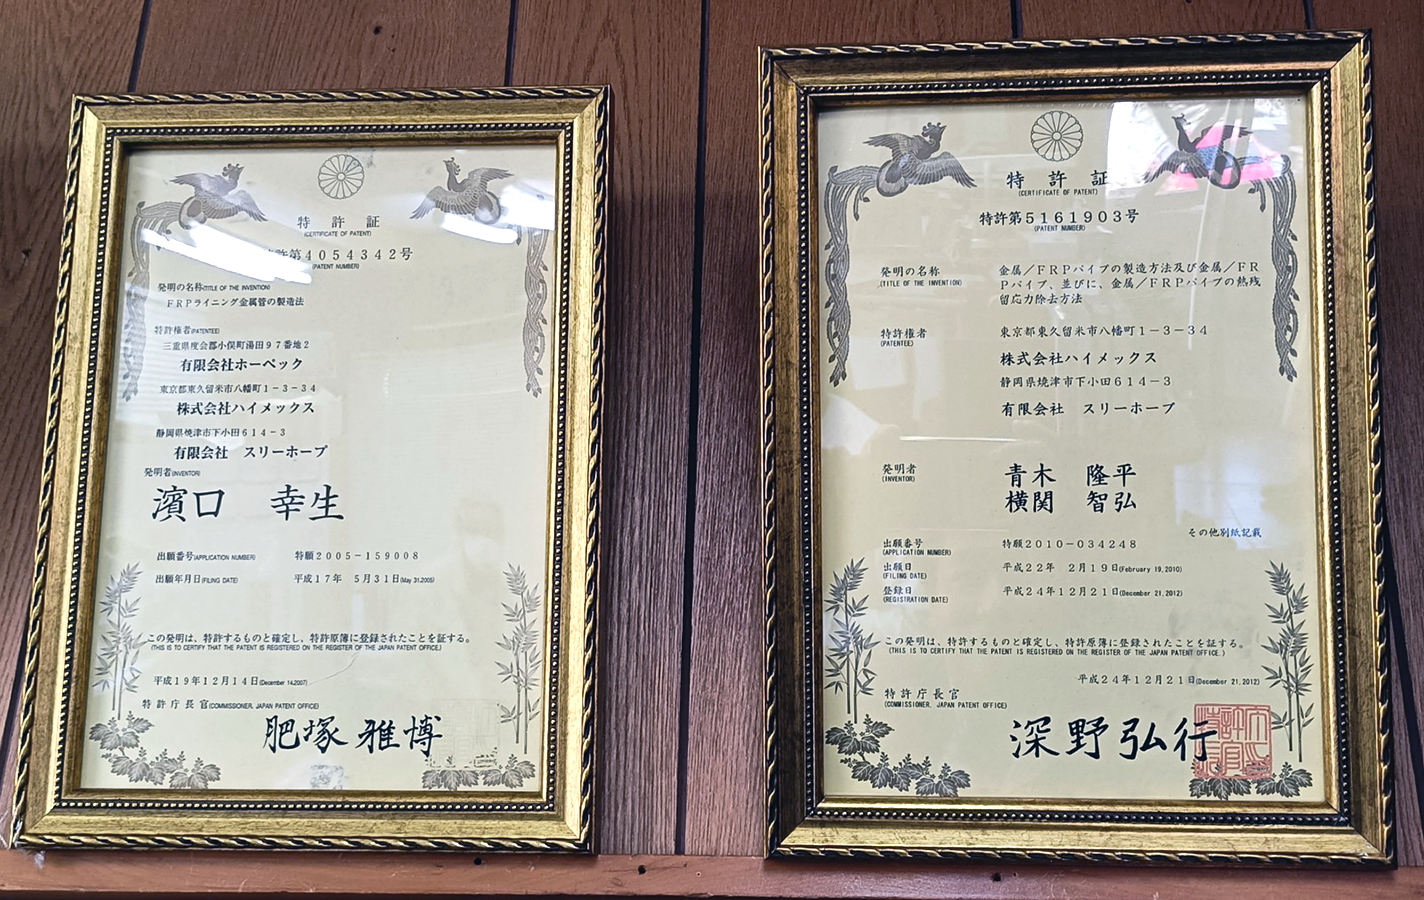 特許証
(CERTIFICATE OF PATENT)
許第4054342号
(PATENT NUMBER)
発明の名称(TITLE OF THE INVENTION)
FRPライニング金属管の製造法
特許権者(PATENTEE)
三重県度会郡小俣町湯田97番地2
有限会社ホーペック
東京都東久留米市八幡町1-3-34
株式会社ハイメックス
静岡県焼津市下小田614-3
有限会社 スリーホープ
発明者(INVENTOR)
濱口 幸生
出願番号(APPLICATION NUMBER) 特願2005-159008
出願年月日(FILING DATE) 平成17年 5月31日(May 31,2005)
この発明は、特許するものと確定し、特許原簿に登録されたことを証する。
(THIS IS TO CERTIFY THAT THE PATENT IS REGISTERED ON THE REGISTER OF THE JAPAN PATENT OFFICE.)
平成19年12月14日(December 14,2007)
特許庁長官(COMMISSIONER, JAPAN PATENT OFFICE)
肥塚雅博
特許証
(CERTIFICATE OF PATENT)
特許第5161903号
(PATENT NUMBER)
発明の名称
(TITLE OF THE INVENTION)
金属/FRPパイプの製造方法及び金属/FR
Pパイプ、並びに、金属/FRPパイプの熱残
留応力除去方法
特許権者
(PATENTEE)
東京都東久留米市八幡町1-3-34
株式会社ハイメックス
静岡県焼津市下小田614-3
有限会社 スリーホープ
発明者
(INVENTOR)
青木 隆平
横関 智弘
その他別紙記載
出願番号 特願2010-034248
(APPLICATION NUMBER)
出願日 平成22年 2月19日(February 19,2010)
(FILING DATE)
登録日 平成24年12月21日(December 21,2012)
(REGISTRATION DATE)
この発明は、特許するものと確定し、特許原簿に登録されたことを証する。
(THIS IS TO CERTIFY THAT THE PATENT IS REGISTERED ON THE REGISTER OF THE JAPAN PATENT OFFICE.)
平成24年12月21日(December 21,2012)
特許庁長官
(COMMISSIONER, JAPAN PATENT OFFICE)
深野弘行